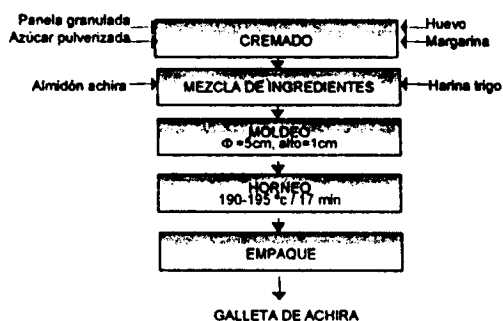 Panela granulada
Huevo
Azúcar pulverizada
CREMADO
Margarina
Almidón achira
MEZCLA DE INGREDIENTES
Harina trigo
MOLDEO
Φ =5cm, alto=1cm
HORNEO
190-195 ºc / 17 min
EMPAQUE
GALLETA DE ACHIRA